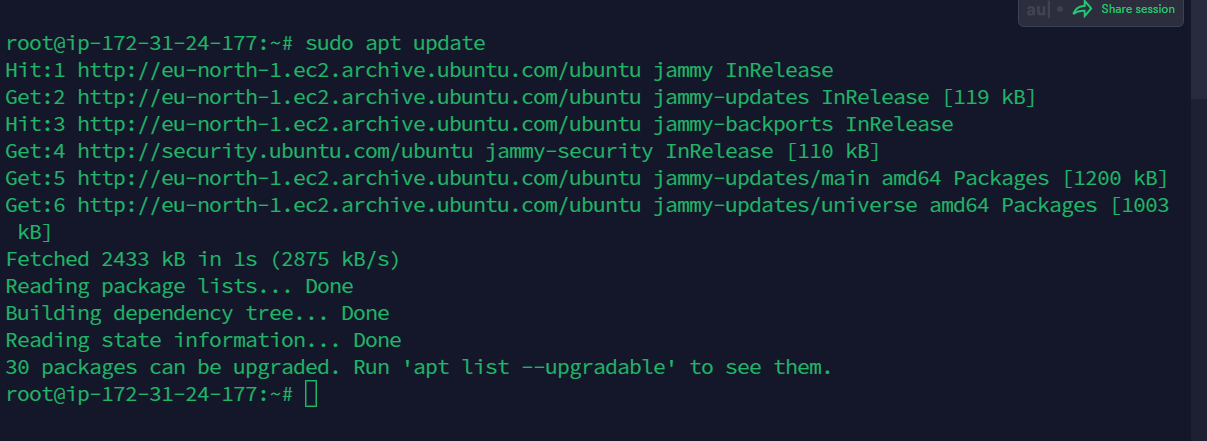 au Share session
root@ip-172-31-24-177:~# sudo apt update
Hit:1 http://eu-north-1.ec2.archive.ubuntu.com/ubuntu jammy InRelease
Get:2 http://eu-north-1.ec2.archive.ubuntu.com/ubuntu jammy-updates InRelease [119 kB]
Hit:3 http://eu-north-1.ec2.archive.ubuntu.com/ubuntu jammy-backports InRelease
Get:4 http://security.ubuntu.com/ubuntu jammy-security InRelease [110 kB]
Get:5 http://eu-north-1.ec2.archive.ubuntu.com/ubuntu jammy-updates/main amd64 Packages [1200 kB]
Get:6 http://eu-north-1.ec2.archive.ubuntu.com/ubuntu jammy-updates/universe amd64 Packages [1003
kB]
Fetched 2433 kB in 1s (2875 kB/s)
Reading package lists... Done
Building dependency tree... Done
Reading state information... Done
30 packages can be upgraded. Run 'apt list --upgradable' to see them.
root@ip-172-31-24-177:~#